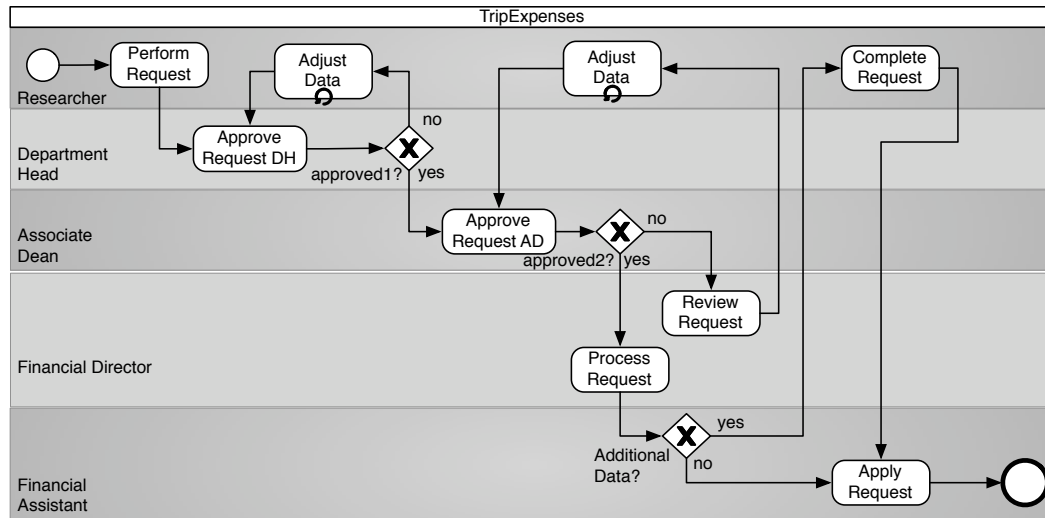 TripExpenses
Perform
Request
Adjust
Data
Adjust
Data
Complete
Request
Researcher
no
Approve
Request DH
approved1?
yes
Department
Head
Approve
Request AD
no
approved2?
yes
Associate
Dean
Review
Request
Process
Request
Financial Director
yes
Additional
Data?
no
Apply
Request
Financial
Assistant